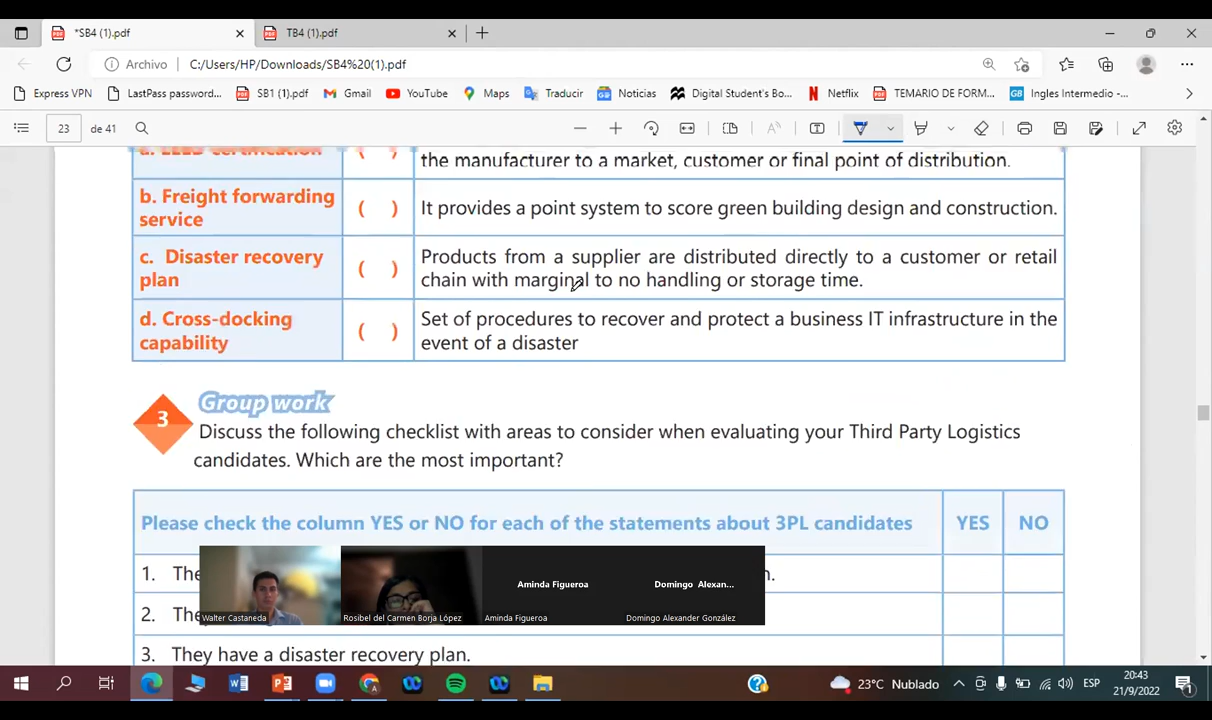 *SB4 (1).pdf
TB4 (1).pdf
Archivo
C:/Users/HP/Downloads/SB4%20(1).pdf
Express VPN
LastPass password...
SB1 (1).pdf
Gmail
YouTube
Maps
Traducir
Noticias
Digital Student's Bo...
Netflix
TEMARIO DE FORM...
Ingles Intermedio -...
23
de 41
a. LEED certification
( )
the manufacturer to a market, customer or final point of distribution.
b. Freight forwarding
service
( )
It provides a point system to score green building design and construction.
c. Disaster recovery
plan
( )
Products from a supplier are distributed directly to a customer or retail
chain with marginal to no handling or storage time.
d. Cross-docking
capability
( )
Set of procedures to recover and protect a business IT infrastructure in the
event of a disaster
3
Group work
Discuss the following checklist with areas to consider when evaluating your Third Party Logistics
candidates. Which are the most important?
Please check the column YES or NO for each of the statements about 3PL candidates
YES
NO
1. The
2. The
3. They have a disaster recovery plan.
Walter Castaneda
Rosibel del Carmen Borja López
Aminda Figueroa
Aminda Figueroa
Domingo Alexan...
Domingo Alexander González
23°C Nublado
ESP
20:43
21/9/2022